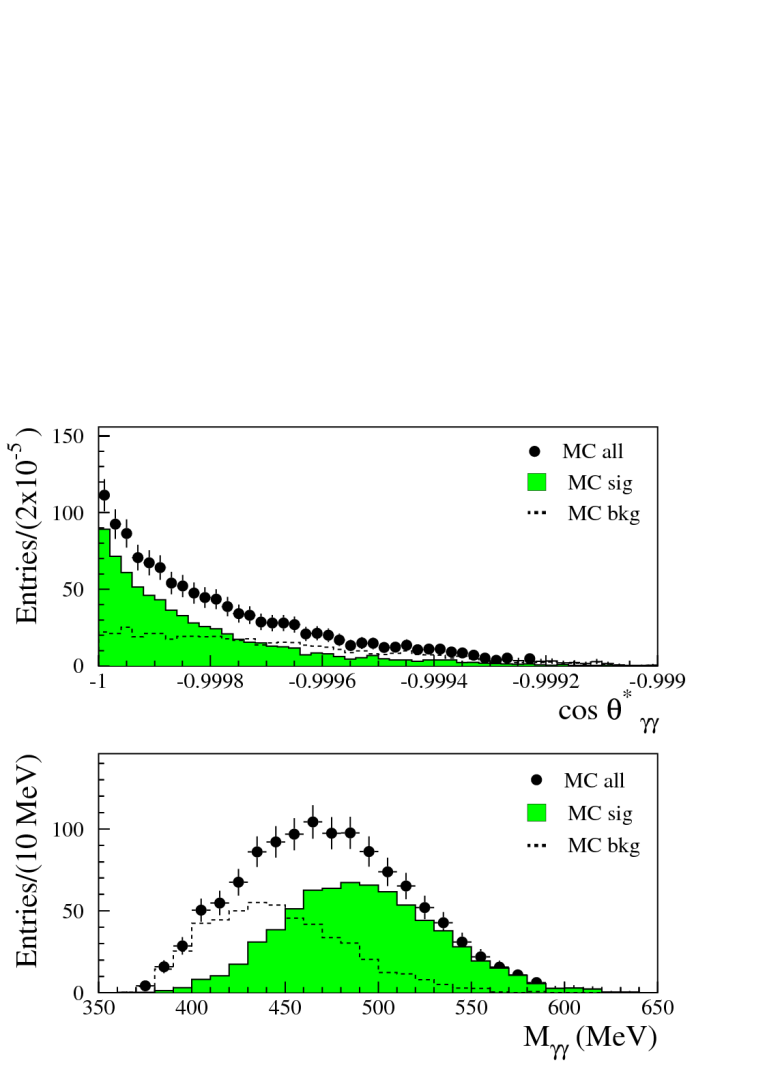 Entries/(2x10^-5)
150
100
50
0
MC all
MC sig
MC bkg
-1 -0.9998 -0.9996 -0.9994 -0.9992 -0.999
cos θ*γγ
Entries/(10 MeV)
100
50
0
MC all
MC sig
MC bkg
350 400 450 500 550 600 650
Mγγ (MeV)